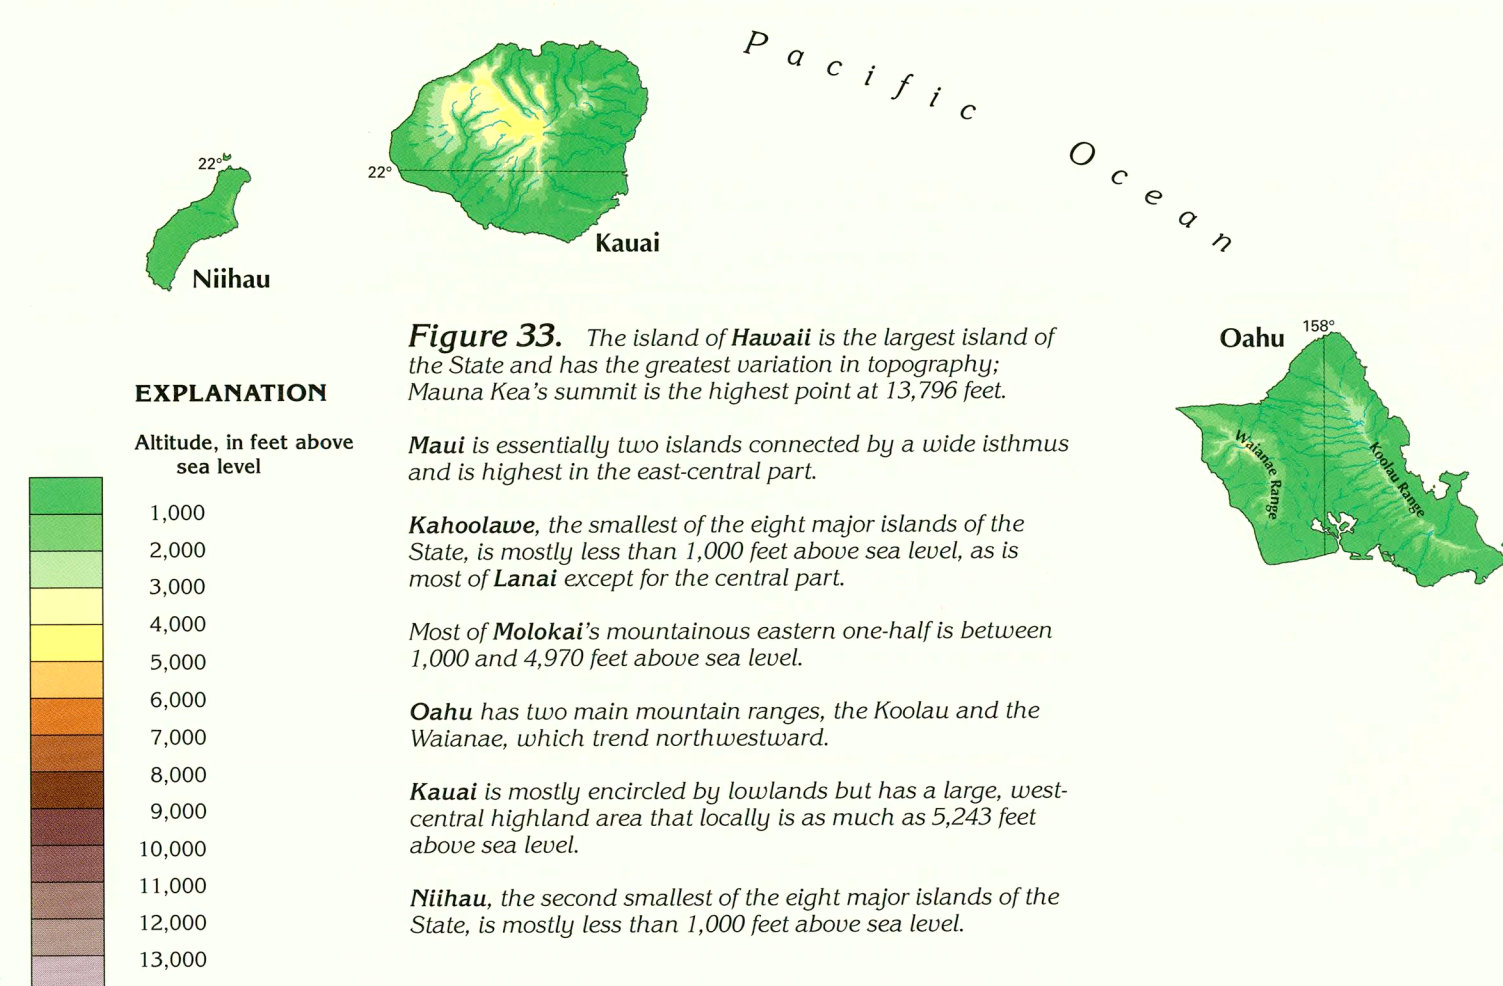 Pacific Ocean
22°
Niihau
22°
Kauai
158°
Oahu
Waianae Range
Koolau Range
EXPLANATION
Altitude, in feet above
sea level
1,000
2,000
3,000
4,000
5,000
6,000
7,000
8,000
9,000
10,000
11,000
12,000
13,000
Figure 33. The island of Hawaii is the largest island of
the State and has the greatest variation in topography;
Mauna Kea's summit is the highest point at 13,796 feet.
Maui is essentially two islands connected by a wide isthmus
and is highest in the east-central part.
Kahoolawe, the smallest of the eight major islands of the
State, is mostly less than 1,000 feet above sea level, as is
most of Lanai except for the central part.
Most of Molokai's mountainous eastern one-half is between
1,000 and 4,970 feet above sea level.
Oahu has two main mountain ranges, the Koolau and the
Waianae, which trend northwestward.
Kauai is mostly encircled by lowlands but has a large, west-
central highland area that locally is as much as 5,243 feet
above sea level.
Niihau, the second smallest of the eight major islands of the
State, is mostly less than 1,000 feet above sea level.